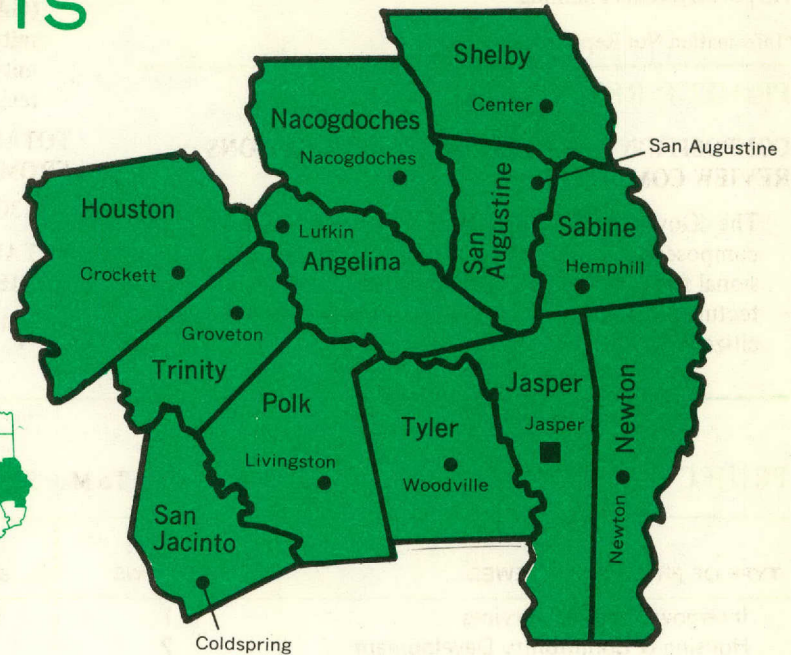 TS
Shelby
Center
Nacogdoches
Nacogdoches
San Augustine
San
Augustine
Houston
Crockett
Lufkin
Angelina
Sabine
Hemphill
Groveton
Trinity
Polk
Livingston
Tyler
Woodville
Jasper
Jasper
Newton
Newton
San
Jacinto
Coldspring